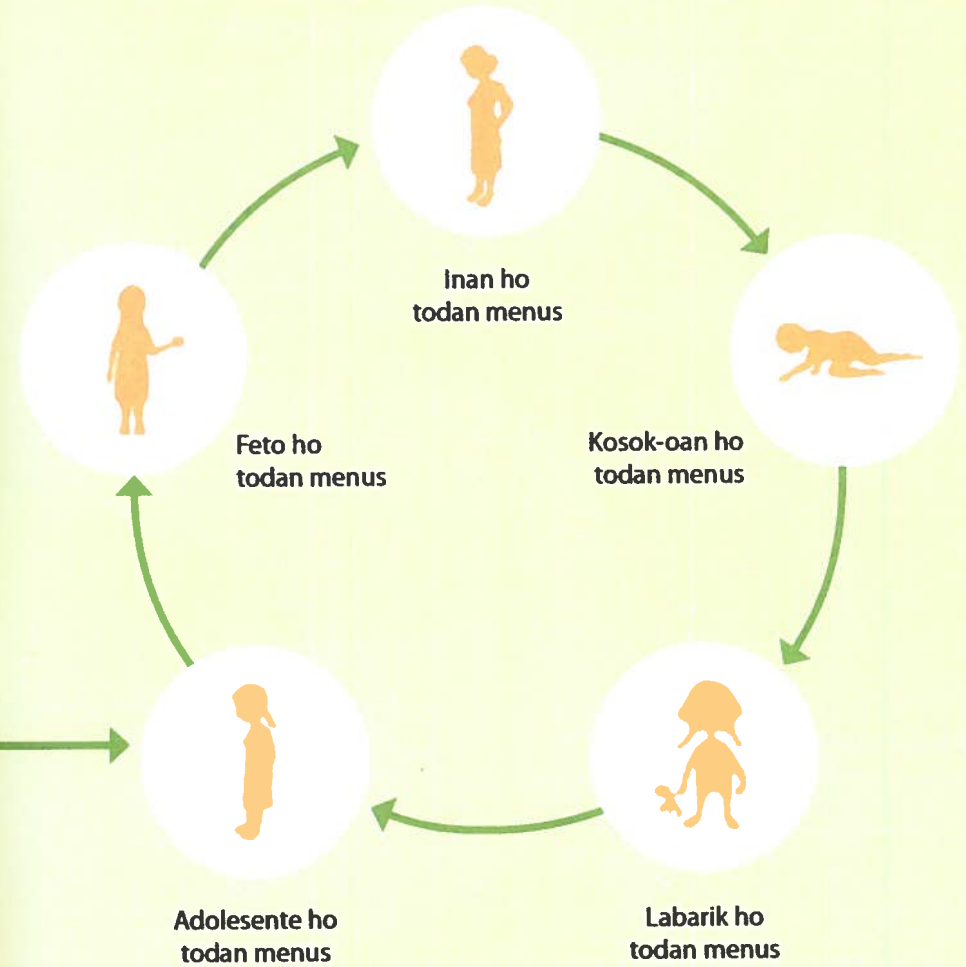 Inan ho
todan menus
Feto ho
todan menus
Kosok-oan ho
todan menus
Adolesente ho
todan menus
Labarik ho
todan menus